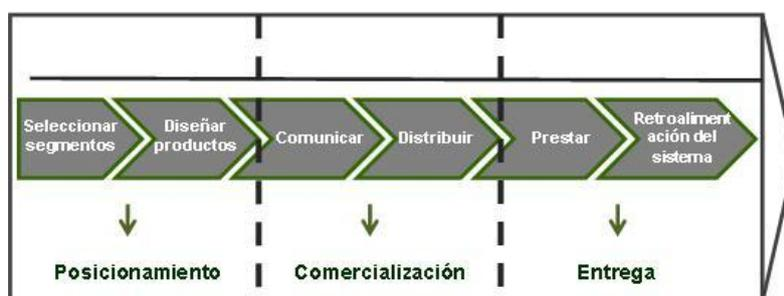 Seleccionar
segmentos
Diseñar
productos
Comunicar
Distribuir
Prestar
Retroaliment
ación del
sistema
Posicionamiento
Comercialización
Entrega